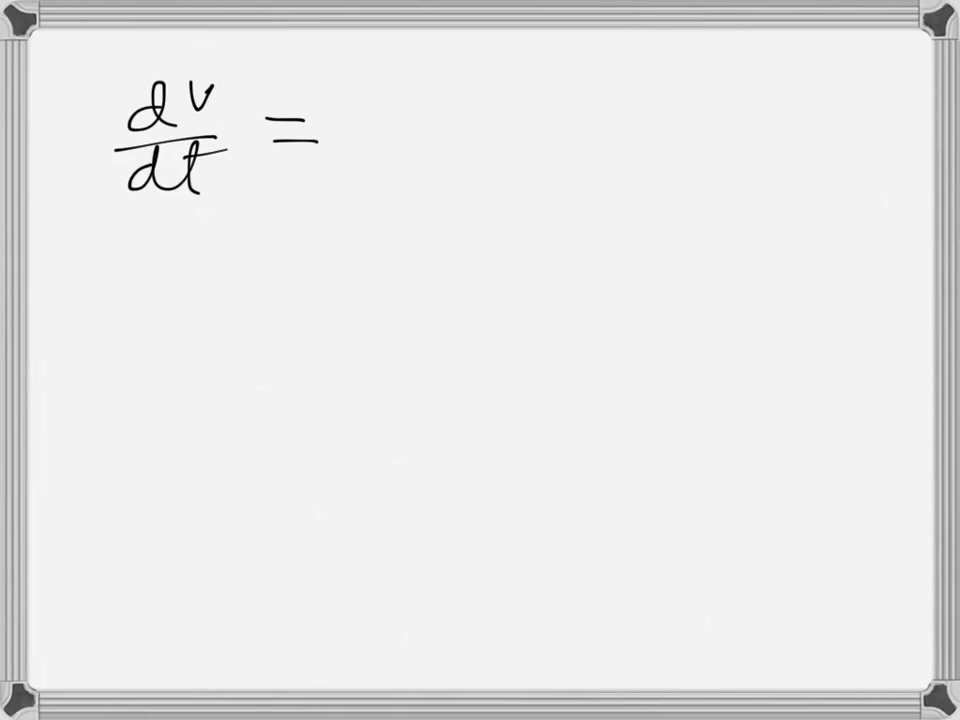 dv/dt =